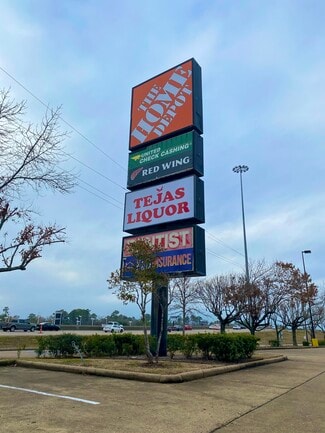 THE
HOME
DEPOT
UNITED
CHECK CASHING
RED WING
TEJAS
LIQUOR
INSURANCE